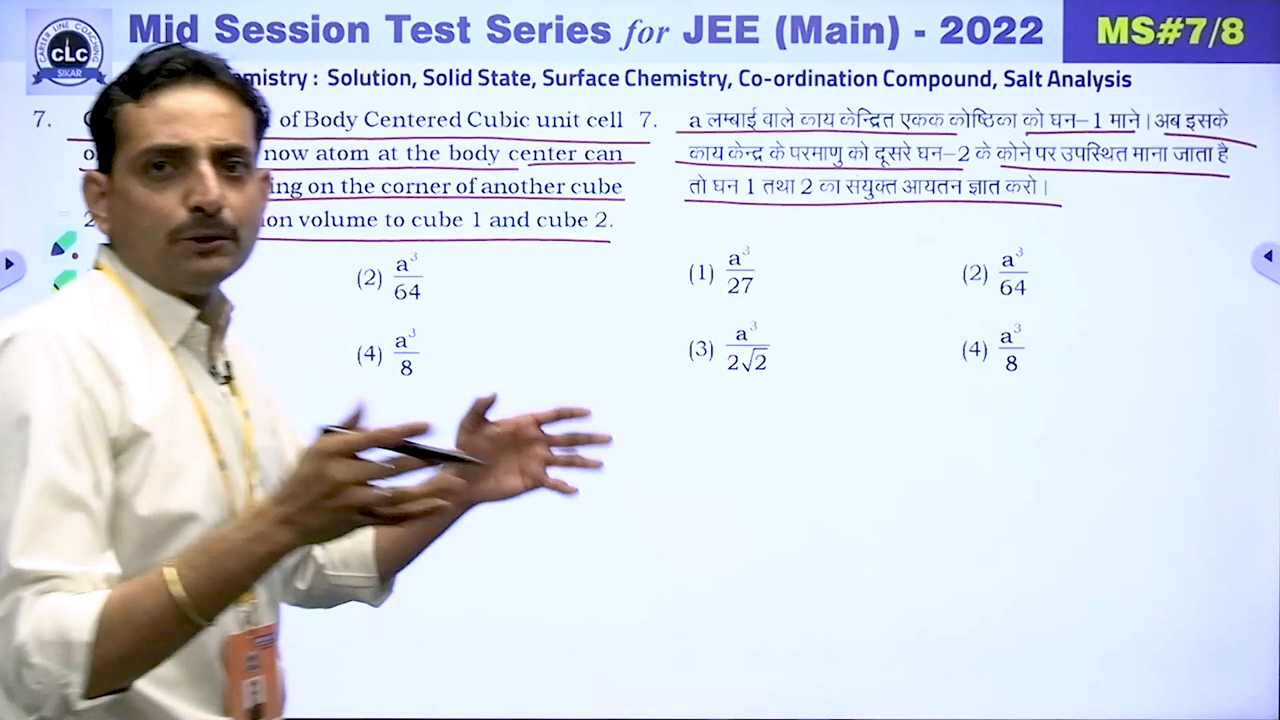 Mid Session Test Series for JEE (Main) - 2022
MS#7/8
CAREER LINE COACHING
CLC
SIKAR
emistry : Solution, Solid State, Surface Chemistry, Co-ordination Compound, Salt Analysis
7.
of Body Centered Cubic unit cell
now atom at the body center can
ing on the corner of another cube
on volume to cube 1 and cube 2.
(2) a³/64
(4) a³/8
7. a लम्बाई वाले काय केन्द्रित एकक कोष्ठिका को घन–1 माने। अब इसके
काय केन्द्र के परमाणु को दूसरे घन–2 के कोने पर उपस्थित माना जाता है
तो घन 1 तथा 2 का संयुक्त आयतन ज्ञात करो।
(1) a³/27 (2) a³/64
(3) a³/2√2 (4) a³/8